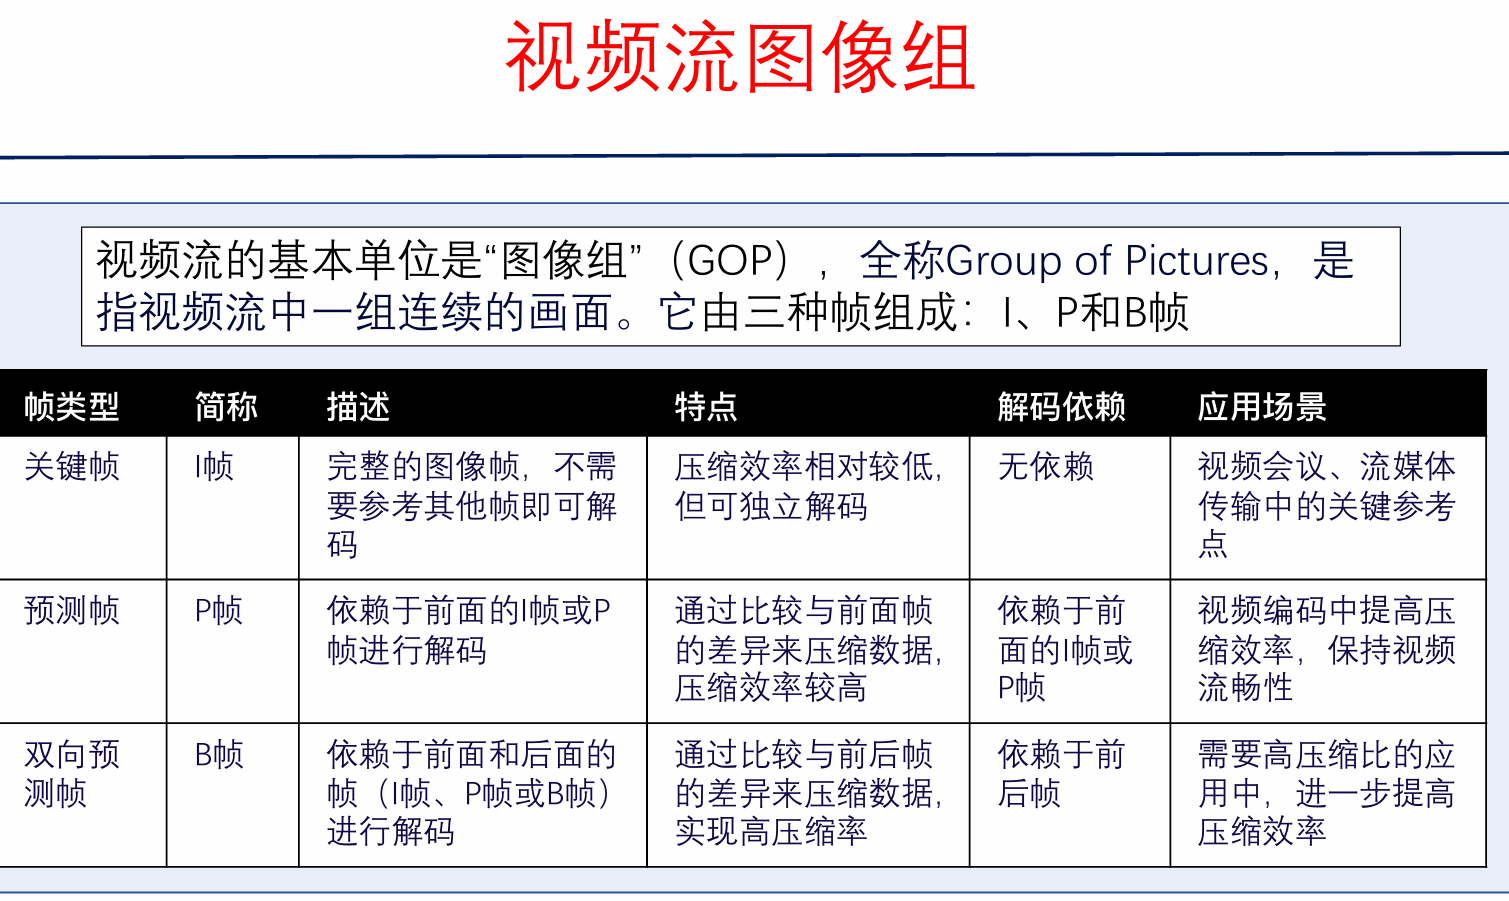 视频流图像组
视频流的基本单位是“图像组”（GOP），全称Group of Pictures，是
指视频流中一组连续的画面。它由三种帧组成：I、P和B帧
帧类型 简称 描述 特点 解码依赖 应用场景
关键帧 I帧 完整的图像帧，不需 压缩效率相对较低， 无依赖 视频会议、流媒体
要参考其他帧即可解 但可独立解码 传输中的关键参考
码 点
预测帧 P帧 依赖于前面的I帧或P 通过比较与前面帧 依赖于前 视频编码中提高压
帧进行解码 的差异来压缩数据， 面的I帧或 缩效率，保持视频
压缩效率较高 P帧 流畅性
双向预 B帧 依赖于前面和后面的 通过比较与前后帧 依赖于前 需要高压缩比的应
测帧 帧（I帧、P帧或B帧） 的差异来压缩数据， 后帧 用中，进一步提高
进行解码 实现高压缩率 压缩效率